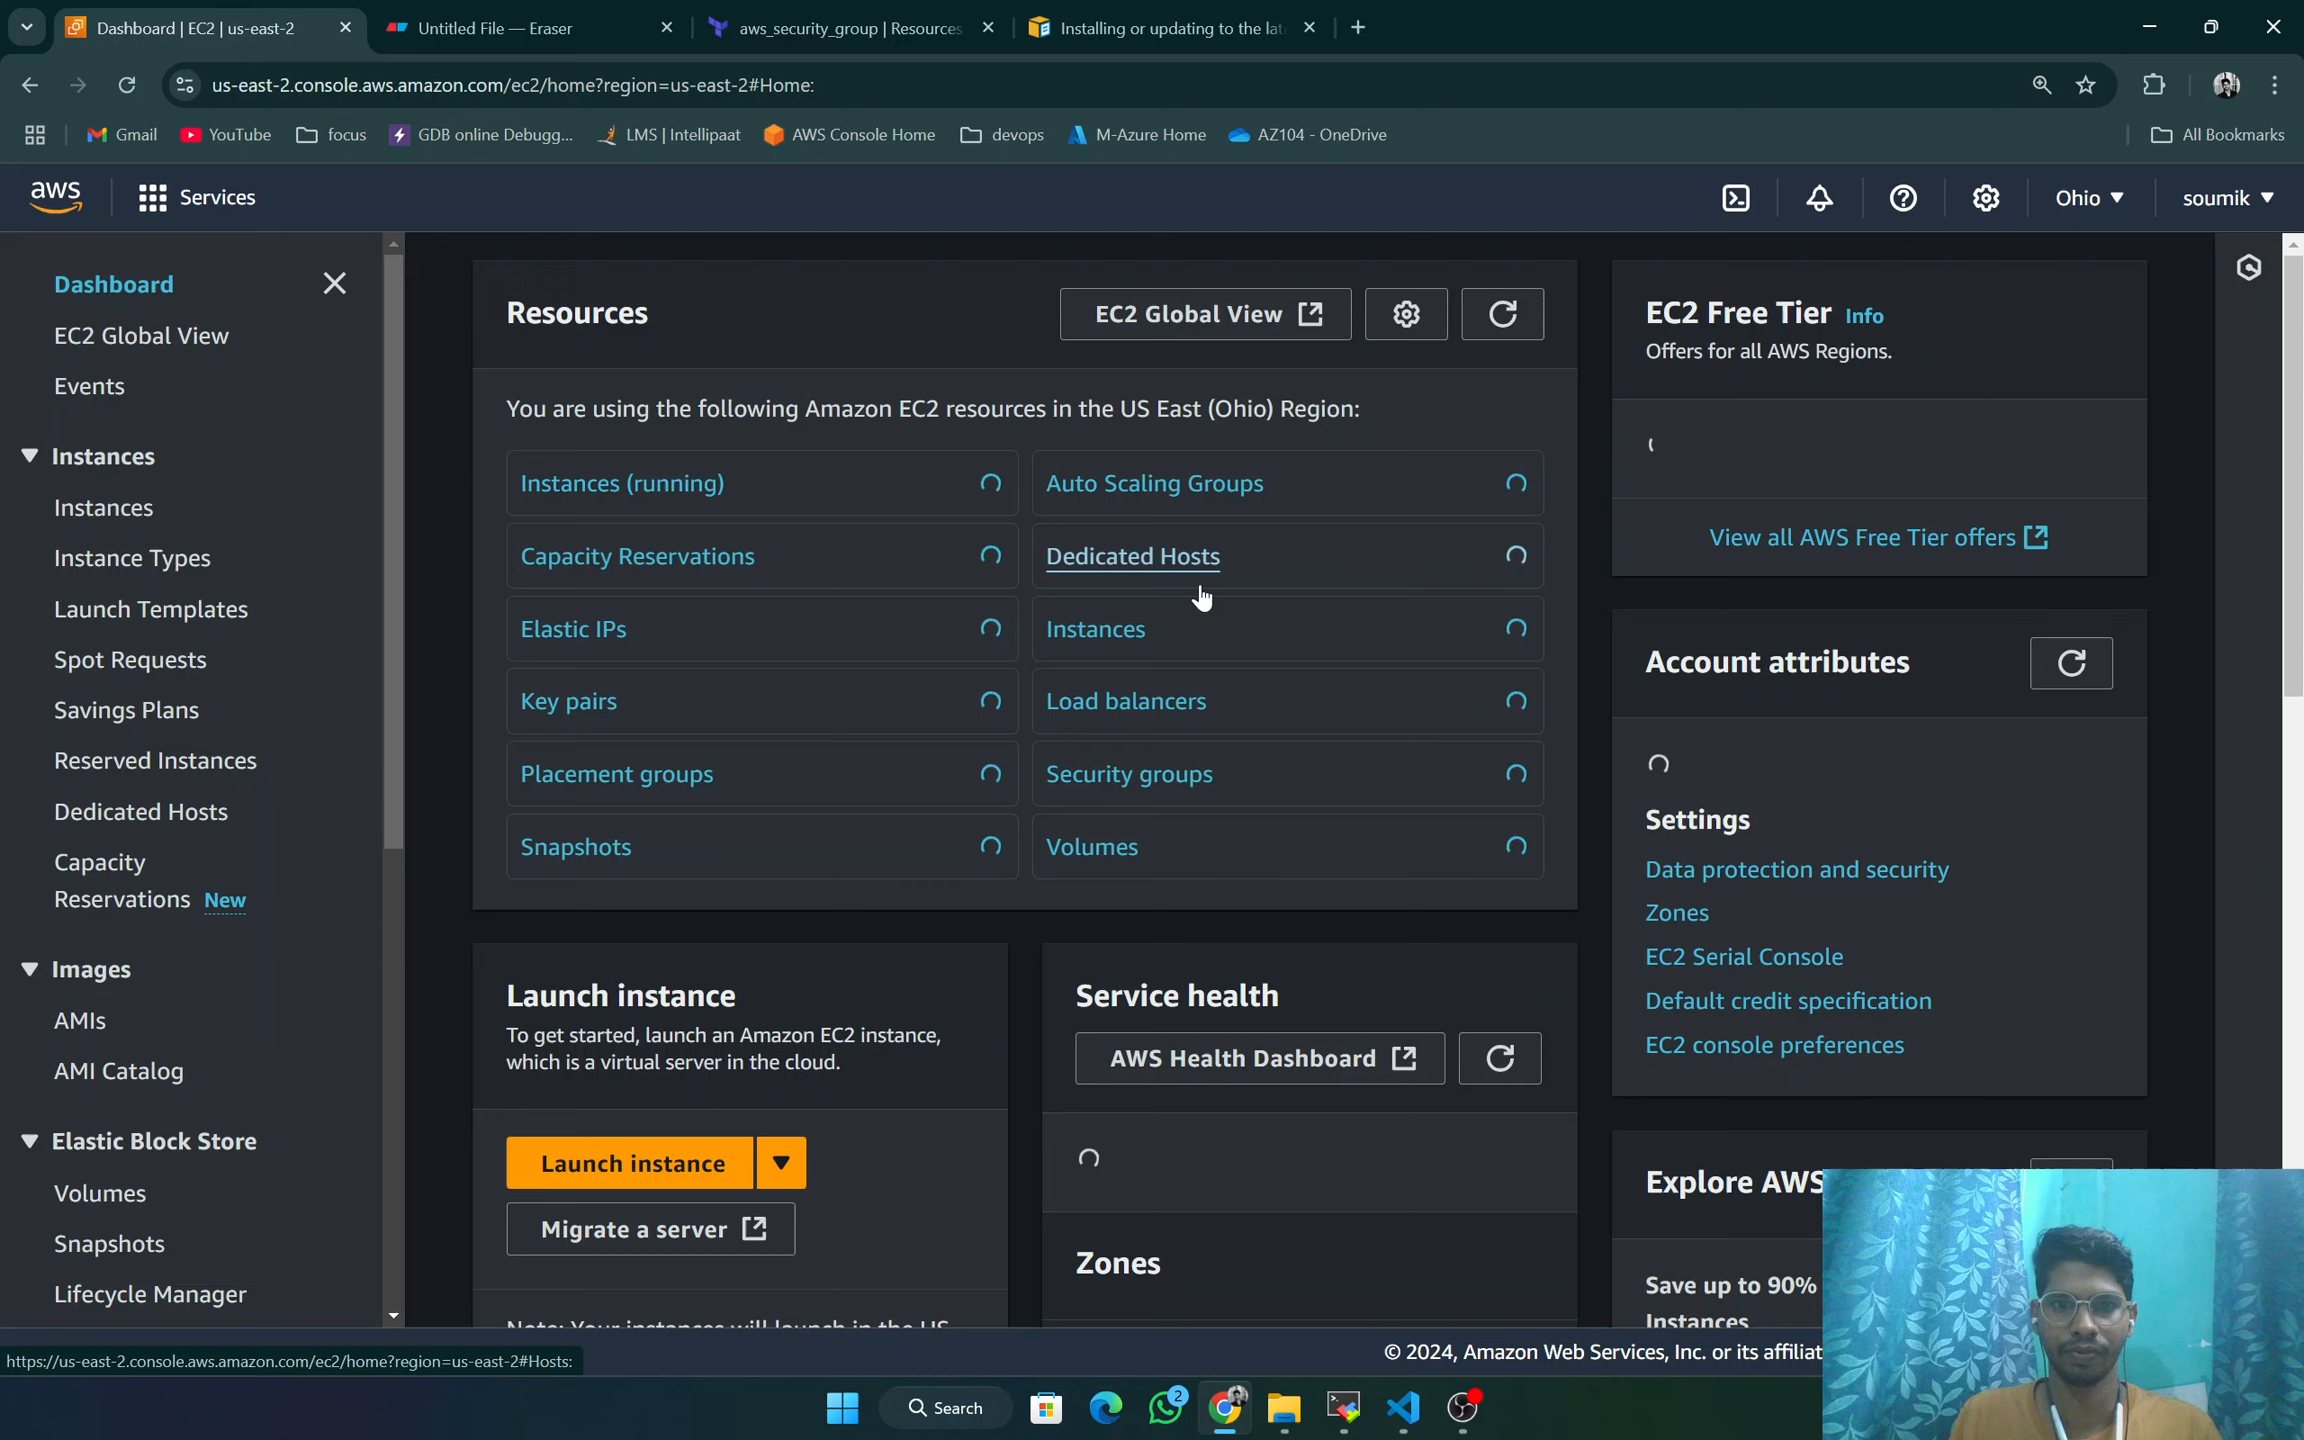 Dashboard | EC2 | us-east-2
Untitled File — Eraser
aws_security_group | Resources
Installing or updating to the lat
us-east-2.console.aws.amazon.com/ec2/home?region=us-east-2#Home:
Gmail
YouTube
focus
GDB online Debugg...
LMS | Intellipaat
AWS Console Home
devops
M-Azure Home
AZ104 - OneDrive
All Bookmarks
aws
Services
Ohio
soumik
Dashboard
EC2 Global View
Events
Instances
Instances
Instance Types
Launch Templates
Spot Requests
Savings Plans
Reserved Instances
Dedicated Hosts
Capacity
Reservations New
Images
AMIs
AMI Catalog
Elastic Block Store
Volumes
Snapshots
Lifecycle Manager
Resources
EC2 Global View
You are using the following Amazon EC2 resources in the US East (Ohio) Region:
Instances (running)
Auto Scaling Groups
Capacity Reservations
Dedicated Hosts
Elastic IPs
Instances
Key pairs
Load balancers
Placement groups
Security groups
Snapshots
Volumes
Launch instance
To get started, launch an Amazon EC2 instance,
which is a virtual server in the cloud.
Launch instance
Migrate a server
Note: Your instances will launch in the US
Service health
AWS Health Dashboard
Zones
EC2 Free Tier Info
Offers for all AWS Regions.
View all AWS Free Tier offers
Account attributes
Settings
Data protection and security
Zones
EC2 Serial Console
Default credit specification
EC2 console preferences
Explore AWS
Save up to 90%
Instances
https://us-east-2.console.aws.amazon.com/ec2/home?region=us-east-2#Hosts:
© 2024, Amazon Web Services, Inc. or its affiliat
Search
2